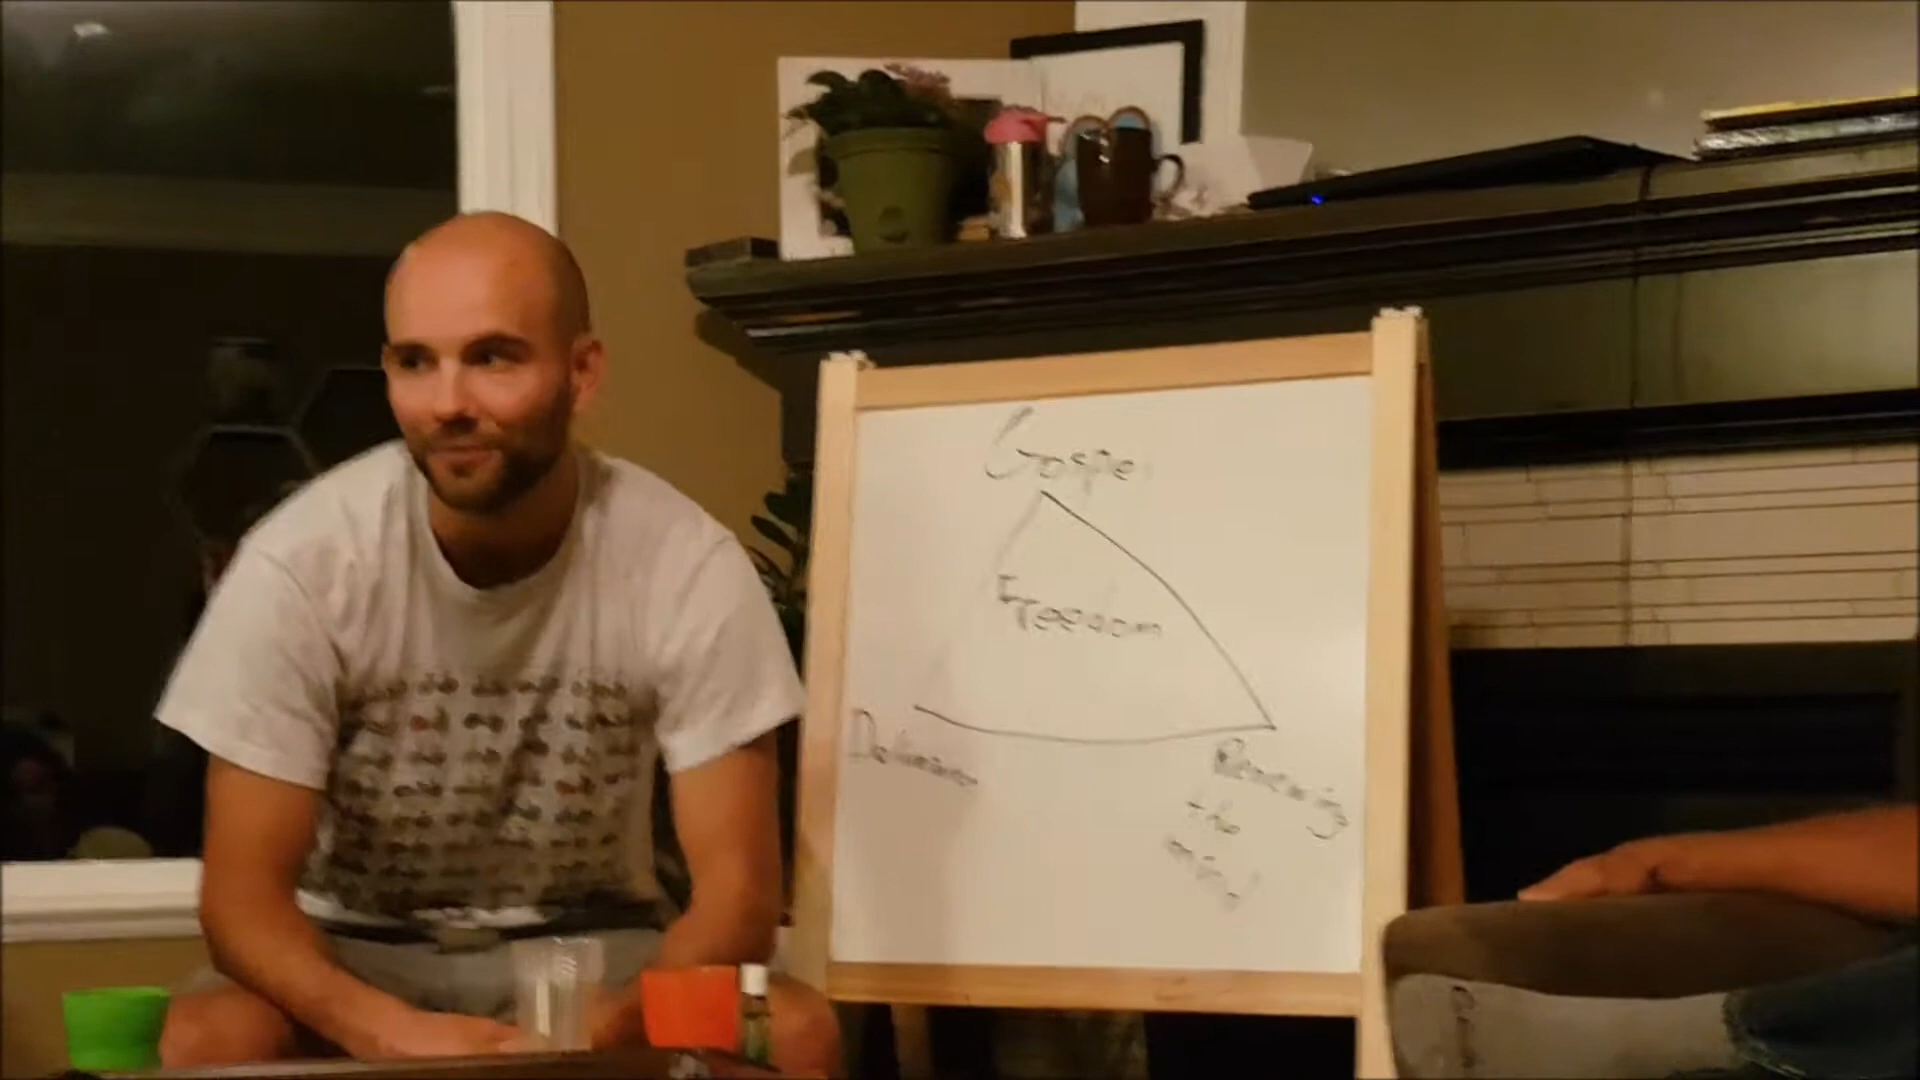 Gospel
Freedom
Renewing
the
mind